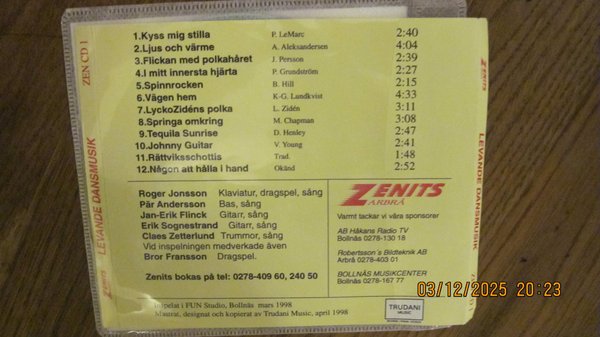 ZEN CD 1
LEVANDE DANSMUSIK
ZENITS
1.Kyss mig stilla P. LeMarc 2:40
2.Ljus och värme A. Aleksandersen 4:04
3.Flickan med polkahåret J. Persson 2:39
4.I mitt innersta hjärta P. Grundström 2:27
5.Spinnrocken B. Hill 2:15
6.Vägen hem K-G. Lundkvist 4:33
7.LyckoZidéns polka L. Zidén 3:11
8.Springa omkring M. Chapman 3:08
9.Tequila Sunrise D. Henley 2:47
10.Johnny Guitar V. Young 2:41
11.Rättviksschottis Trad. 1:48
12.Någon att hålla i hand Okänd 2:52
Roger Jonsson Klaviatur, dragspel, sång
Pär Andersson Bas, sång
Jan-Erik Flinck Gitarr, sång
Erik Sognestrand Gitarr, sång
Claes Zetterlund Trummor, sång
Vid inspelningen medverkade även
Bror Fransson Dragspel.
Zenits bokas på tel: 0278-409 60, 240 50
ZENITS
ARBRÅ
Varmt tackar vi våra sponsorer
AB Håkans Radio TV
Bollnäs 0278-130 18
Robertsson's Bildteknik AB
Arbrå 0278-403 01
BOLLNÄS MUSIKCENTER
Bollnäs 0278-167 77
TRUDANI
MUSIC
Inspelat i FUN Studio, Bollnäs mars 1998
Mastrat, designat och kopierat av Trudani Music, april 1998
ZENITS
LEVANDE DANSMUSIK
03/12/2025 20:23